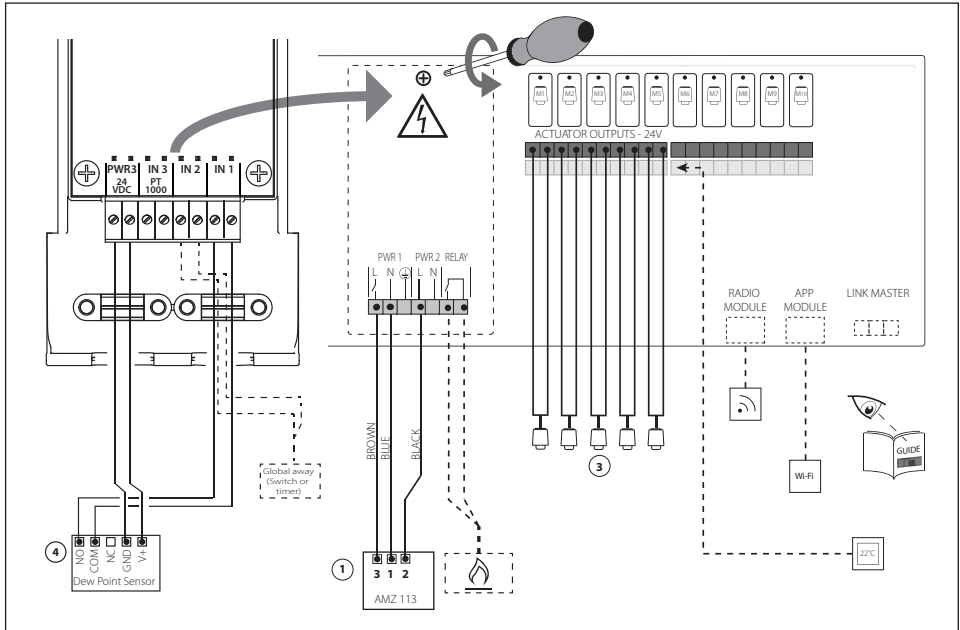 M1 M2 M3 M4 M5 M6 M7 M8 M9 M10
ACTUATOR OUTPUTS - 24V
PWR3 IN 3 IN 2 IN 1
24 VDC PT 1000
PWR 1 PWR 2 RELAY
L N L N
RADIO MODULE
APP MODULE
LINK MASTER
BROWN
BLUE
BLACK
Global away
(Switch or
timer)
3
GUIDE
Wi-Fi
22°C
4
NO
COM
NC
GND
V+
Dew Point Sensor
1
3 1 2
AMZ 113